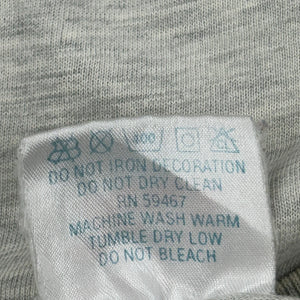 DO NOT IRON DECORATION
DO NOT DRY CLEAN
RN 59467
MACHINE WASH WARM
TUMBLE DRY LOW
DO NOT BLEACH